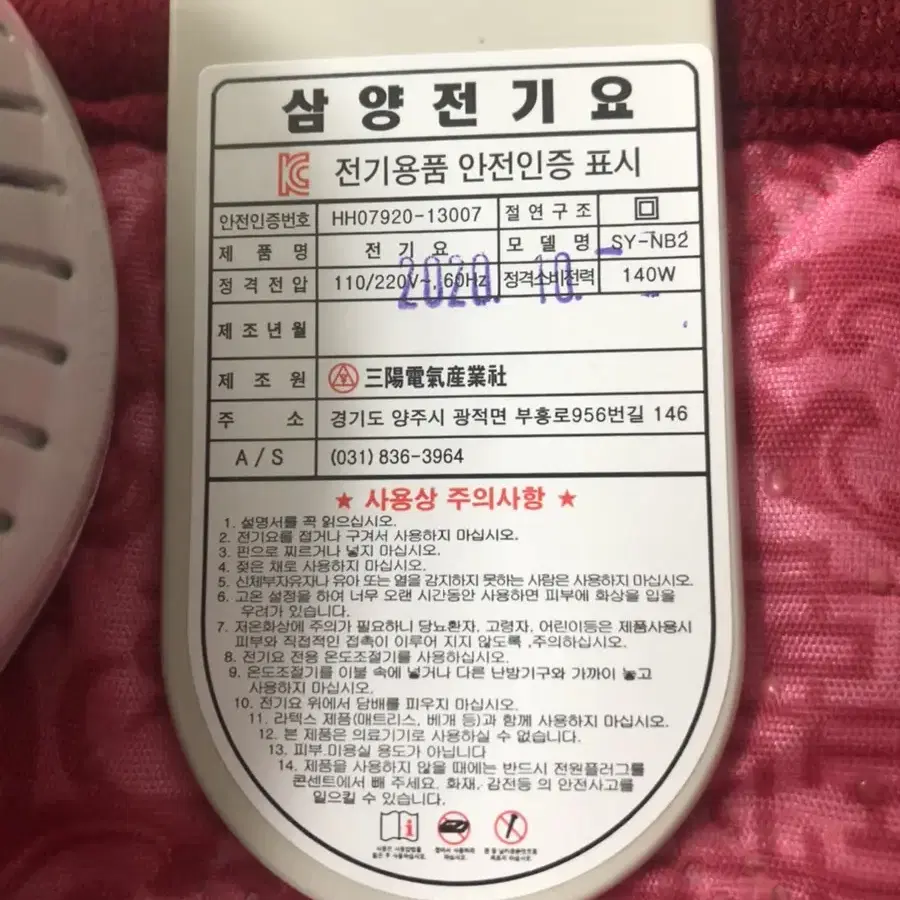 삼양전기요
전기용품 안전인증 표시
안전인증번호 HH07920-13007 절연구조
제품명 전기요 모델명 SY-NB2
정격전압 110/220V~, 60Hz 정격소비전력 140W
2020. 10.
제조년월
제조원 三陽電氣産業社
주소 경기도 양주시 광적면 부흥로956번길 146
A/S (031) 836-3964
★ 사용상 주의사항 ★
1. 설명서를 꼭 읽으십시오.
2. 전기요를 접거나 구겨서 사용하지 마십시오.
3. 핀으로 찌르거나 넣지 마십시오.
4. 젖은 채로 사용하지 마십시오.
5. 신체부자유자나 유아 또는 열을 감지하지 못하는 사람은 사용하지 마십시오.
6. 고온 설정을 하여 너무 오랜 시간동안 사용하면 피부에 화상을 입을
우려가 있습니다.
7. 저온화상에 주의가 필요하니 당뇨환자, 고령자, 어린이등은 제품사용시
피부와 직접적인 접촉이 이루어 지지 않도록 ,주의하십시오.
8. 전기요 전용 온도조절기를 사용하십시오.
9. 온도조절기를 이불 속에 넣거나 다른 난방기구와 가까이 놓고
사용하지 마십시오.
10. 전기요 위에서 담배를 피우지 마십시오.
11. 라텍스 제품(매트리스, 베개 등)과 함께 사용하지 마십시오.
12. 본 제품은 의료기기로 사용하실 수 없습니다.
13. 피부.미용실 용도가 아닙니다
14. 제품을 사용하지 않을 때에는 반드시 전원플러그를
콘센트에서 빼 주세요. 화재, 감전등 의 안전사고를
일으킬 수 있습니다.